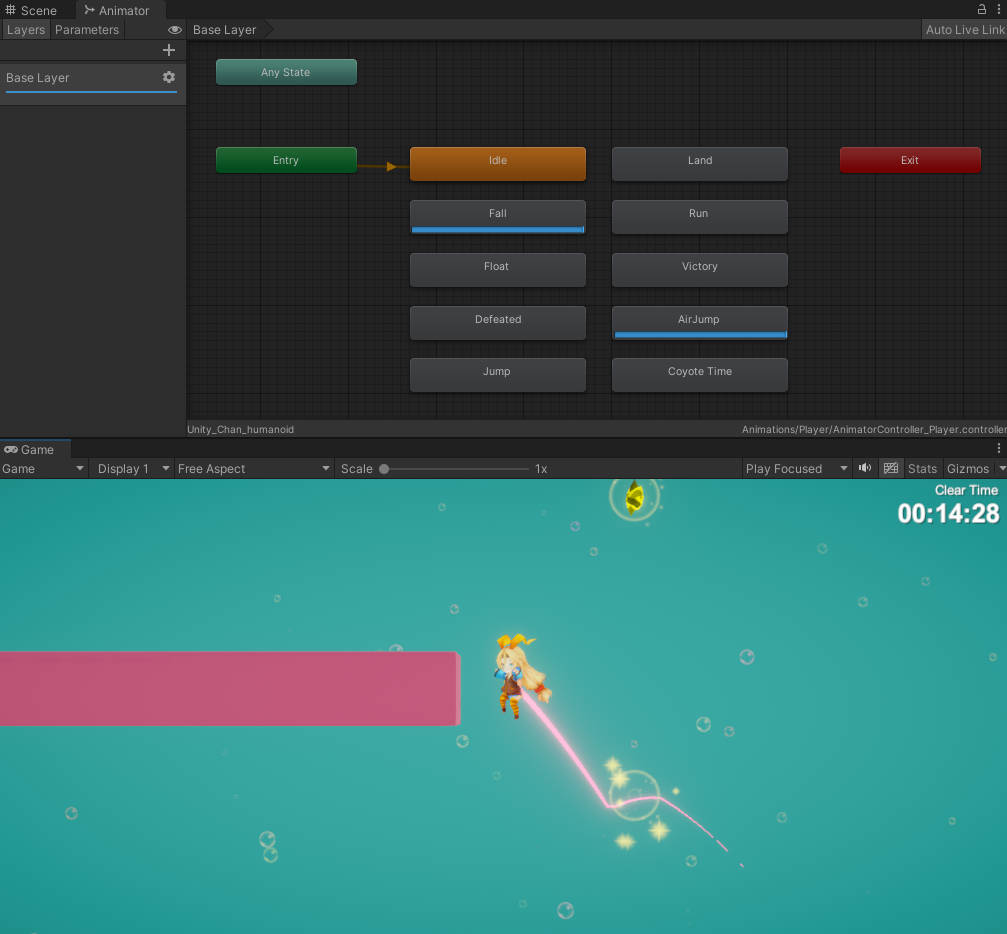 Scene Animator
Layers Parameters Base Layer Auto Live Link
Base Layer
Any State
Entry Idle Land Exit
Fall Run
Float Victory
Defeated AirJump
Jump Coyote Time
Unity_Chan_humanoid Animations/Player/AnimatorController_Player.controller
Game
Game Display 1 Free Aspect Scale 1x Play Focused Stats Gizmos
Clear Time
00:14:28